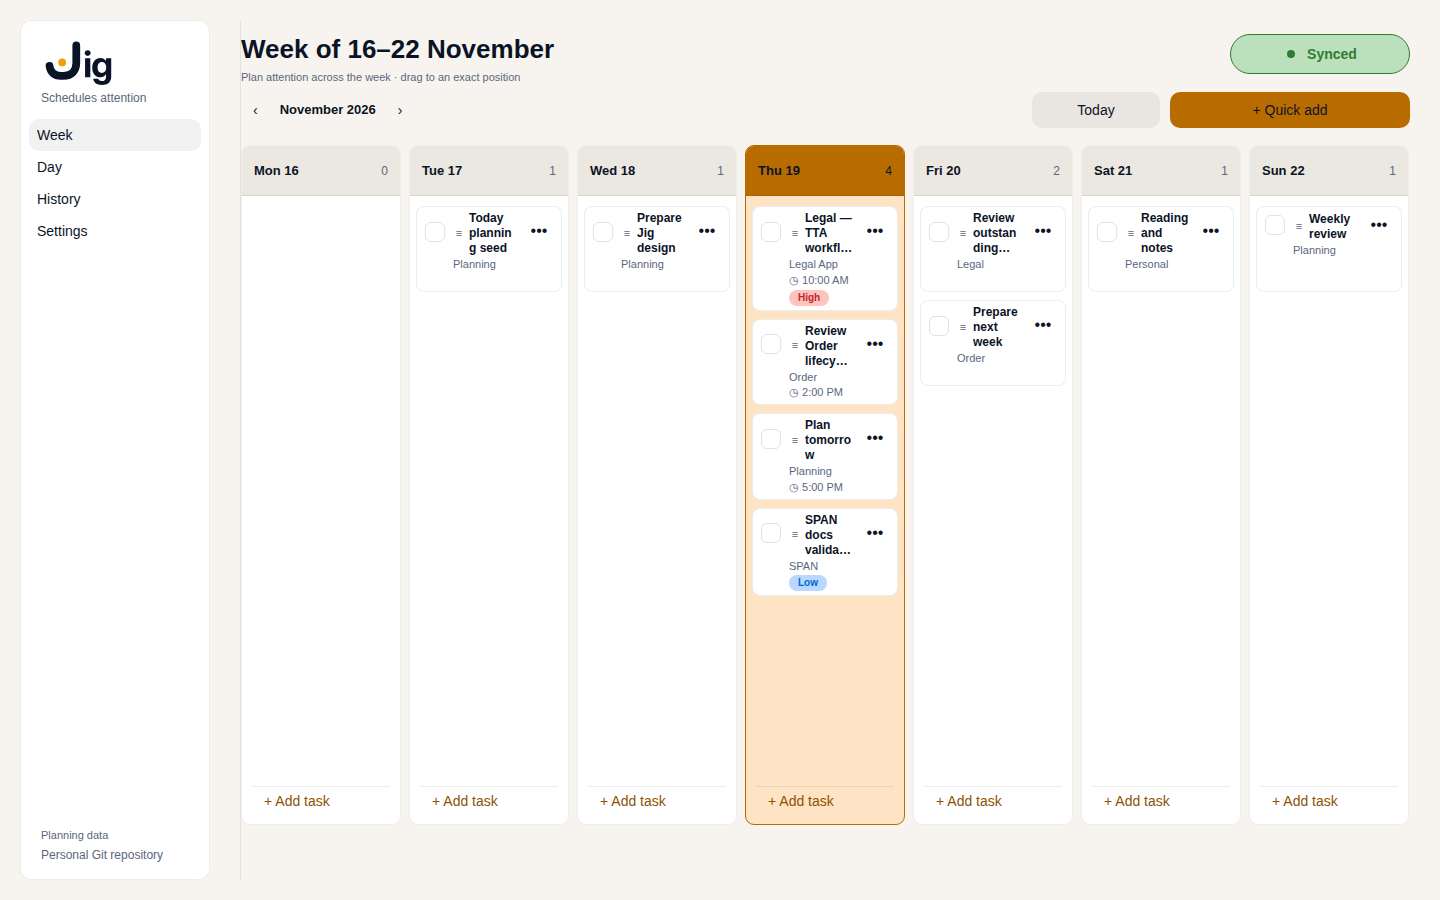 Jig
Schedules attention
Week
Day
History
Settings
Planning data
Personal Git repository
Week of 16–22 November
Plan attention across the week · drag to an exact position
Synced
‹ November 2026 ›
Today
+ Quick add
Mon 16 0
+ Add task
Tue 17 1
Today
plannin
g seed
Planning
+ Add task
Wed 18 1
Prepare
Jig
design
Planning
+ Add task
Thu 19 4
Legal —
TTA
workfl…
Legal App
10:00 AM
High
Review
Order
lifecy…
Order
2:00 PM
Plan
tomorro
w
Planning
5:00 PM
SPAN
docs
valida…
SPAN
Low
+ Add task
Fri 20 2
Review
outstan
ding…
Legal
Prepare
next
week
Order
+ Add task
Sat 21 1
Reading
and
notes
Personal
+ Add task
Sun 22 1
Weekly
review
Planning
+ Add task